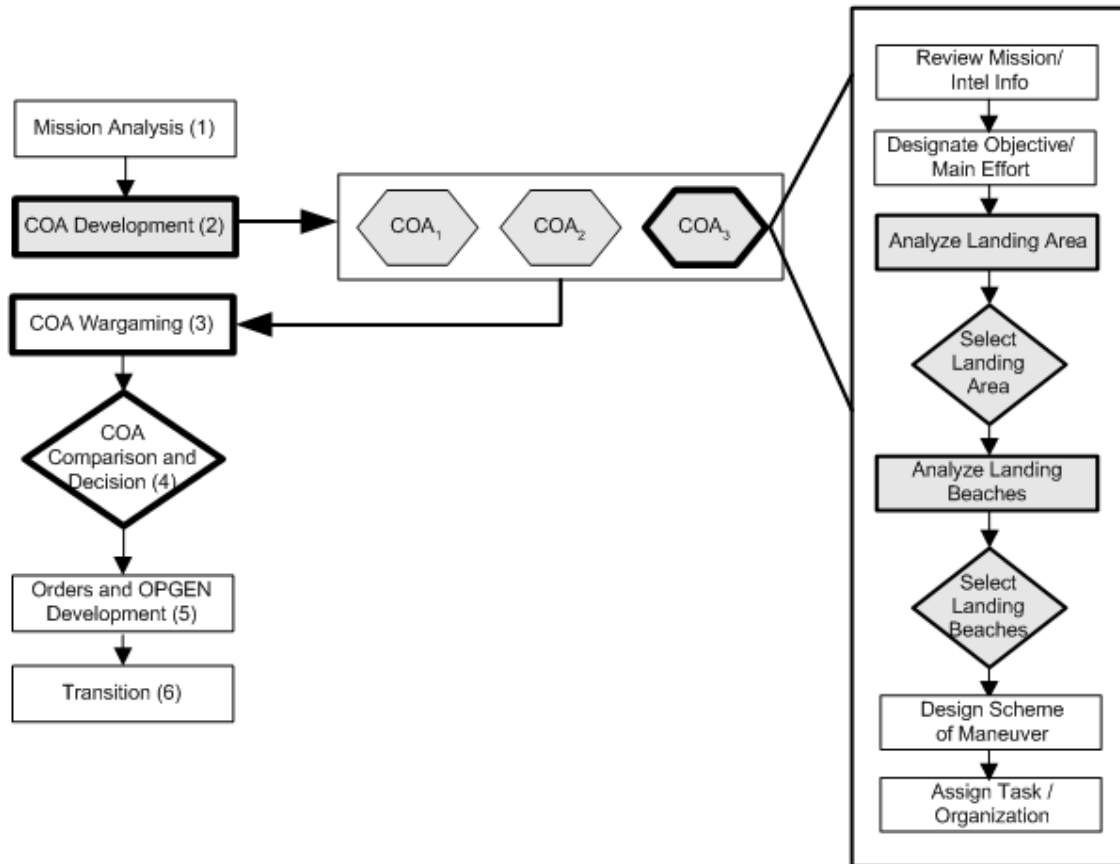 Mission Analysis (1)
COA Development (2)
COA₁
COA₂
COA₃
COA Wargaming (3)
COA
Comparison and
Decision (4)
Orders and OPGEN
Development (5)
Transition (6)
Review Mission/
Intel Info
Designate Objective/
Main Effort
Analyze Landing Area
Select
Landing
Area
Analyze Landing
Beaches
Select
Landing
Beaches
Design Scheme
of Maneuver
Assign Task /
Organization